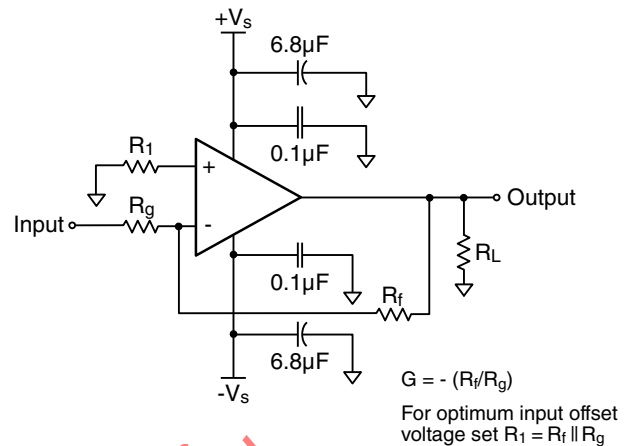 +Vs
6.8µF
0.1µF
R1
+
Rg
Input
-
Output
RL
0.1µF
Rf
6.8µF
-Vs
G = - (Rf/Rg)
For optimum input offset
voltage set R1 = Rf || Rg